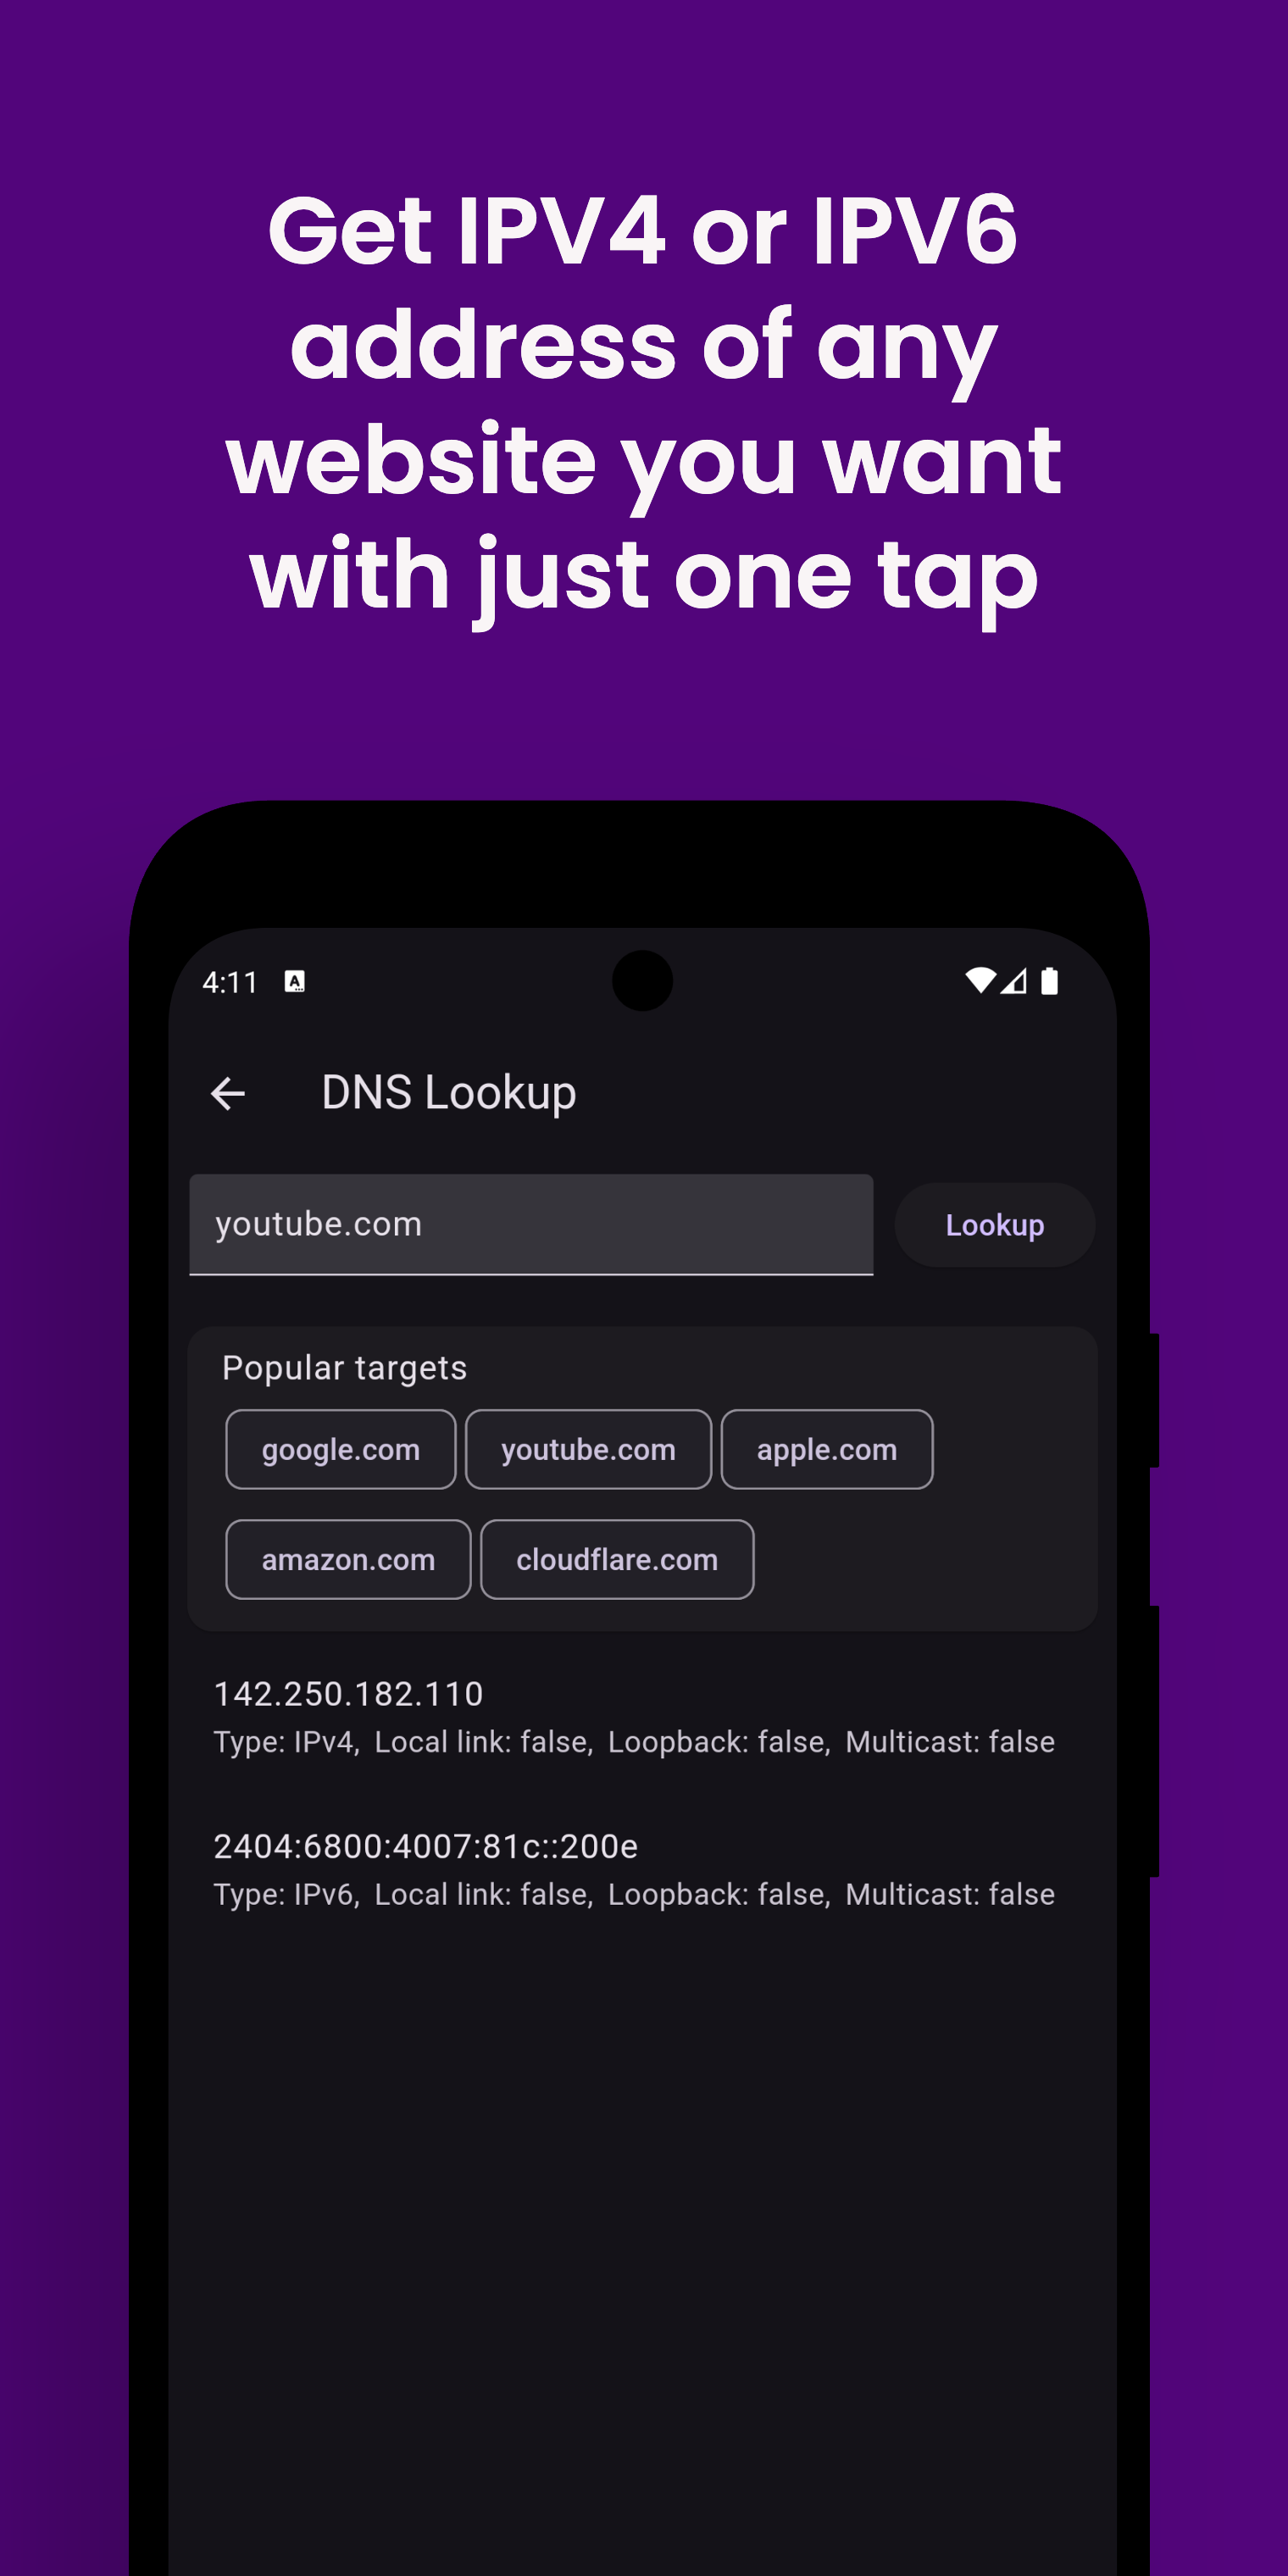 Get IPV4 or IPV6
address of any
website you want
with just one tap
4:11
A
DNS Lookup
youtube.com
Lookup
Popular targets
google.com youtube.com apple.com
amazon.com cloudflare.com
142.250.182.110
Type: IPv4, Local link: false, Loopback: false, Multicast: false
2404:6800:4007:81c::200e
Type: IPv6, Local link: false, Loopback: false, Multicast: false